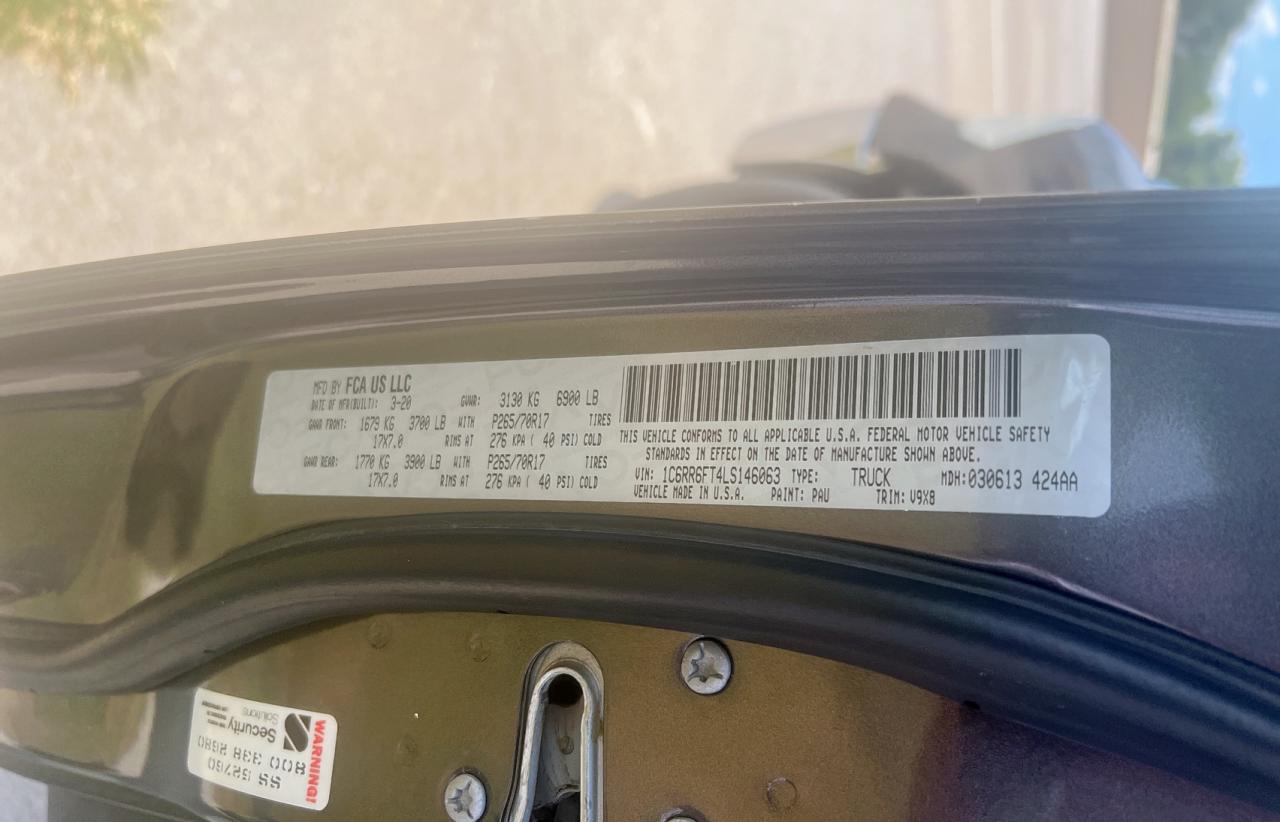 MFD BY FCA US LLC
DATE OF MFR(BUILT): 3-20 GVWR: 3130 KG 6900 LB
GAWR FRONT: 1679 KG 3700 LB WITH P265/70R17 TIRES
17X7.0 RIMS AT 276 KPA ( 40 PSI) COLD
GAWR REAR: 1770 KG 3900 LB WITH P265/70R17 TIRES
17X7.0 RIMS AT 276 KPA ( 40 PSI) COLD
THIS VEHICLE CONFORMS TO ALL APPLICABLE U.S.A. FEDERAL MOTOR VEHICLE SAFETY
STANDARDS IN EFFECT ON THE DATE OF MANUFACTURE SHOWN ABOVE.
VIN: 1C6RR6FT4LS146063 TYPE: TRUCK MDH:030613 424AA
VEHICLE MADE IN U.S.A. PAINT: PAU TRIM: V9X8
WARNING!
Security
Solutions
800 338 2680
SS 52760